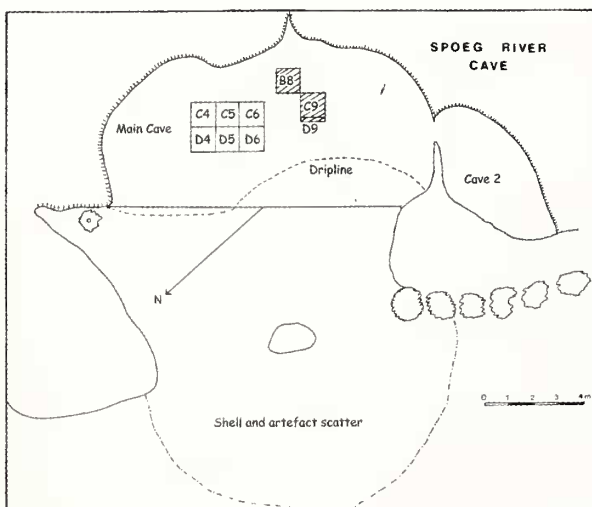 SPOEG RIVER
CAVE
B8
C4 C5 C6 C9
Main Cave
D4 D5 D6 D9
Dripline
Cave 2
N
0 1 2 3 4 m
Shell and artefact scatter